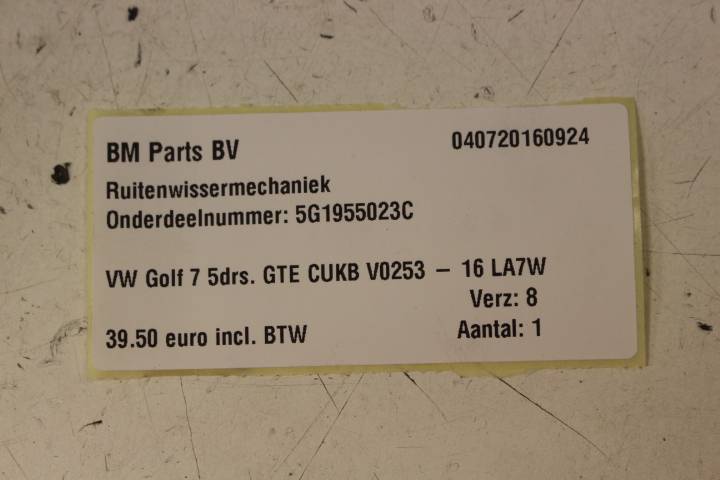 BM Parts BV 040720160924
Ruitenwissermechaniek
Onderdeelnummer: 5G1955023C
VW Golf 7 5drs. GTE CUKB V0253 – 16 LA7W
Verz: 8
39.50 euro incl. BTW Aantal: 1